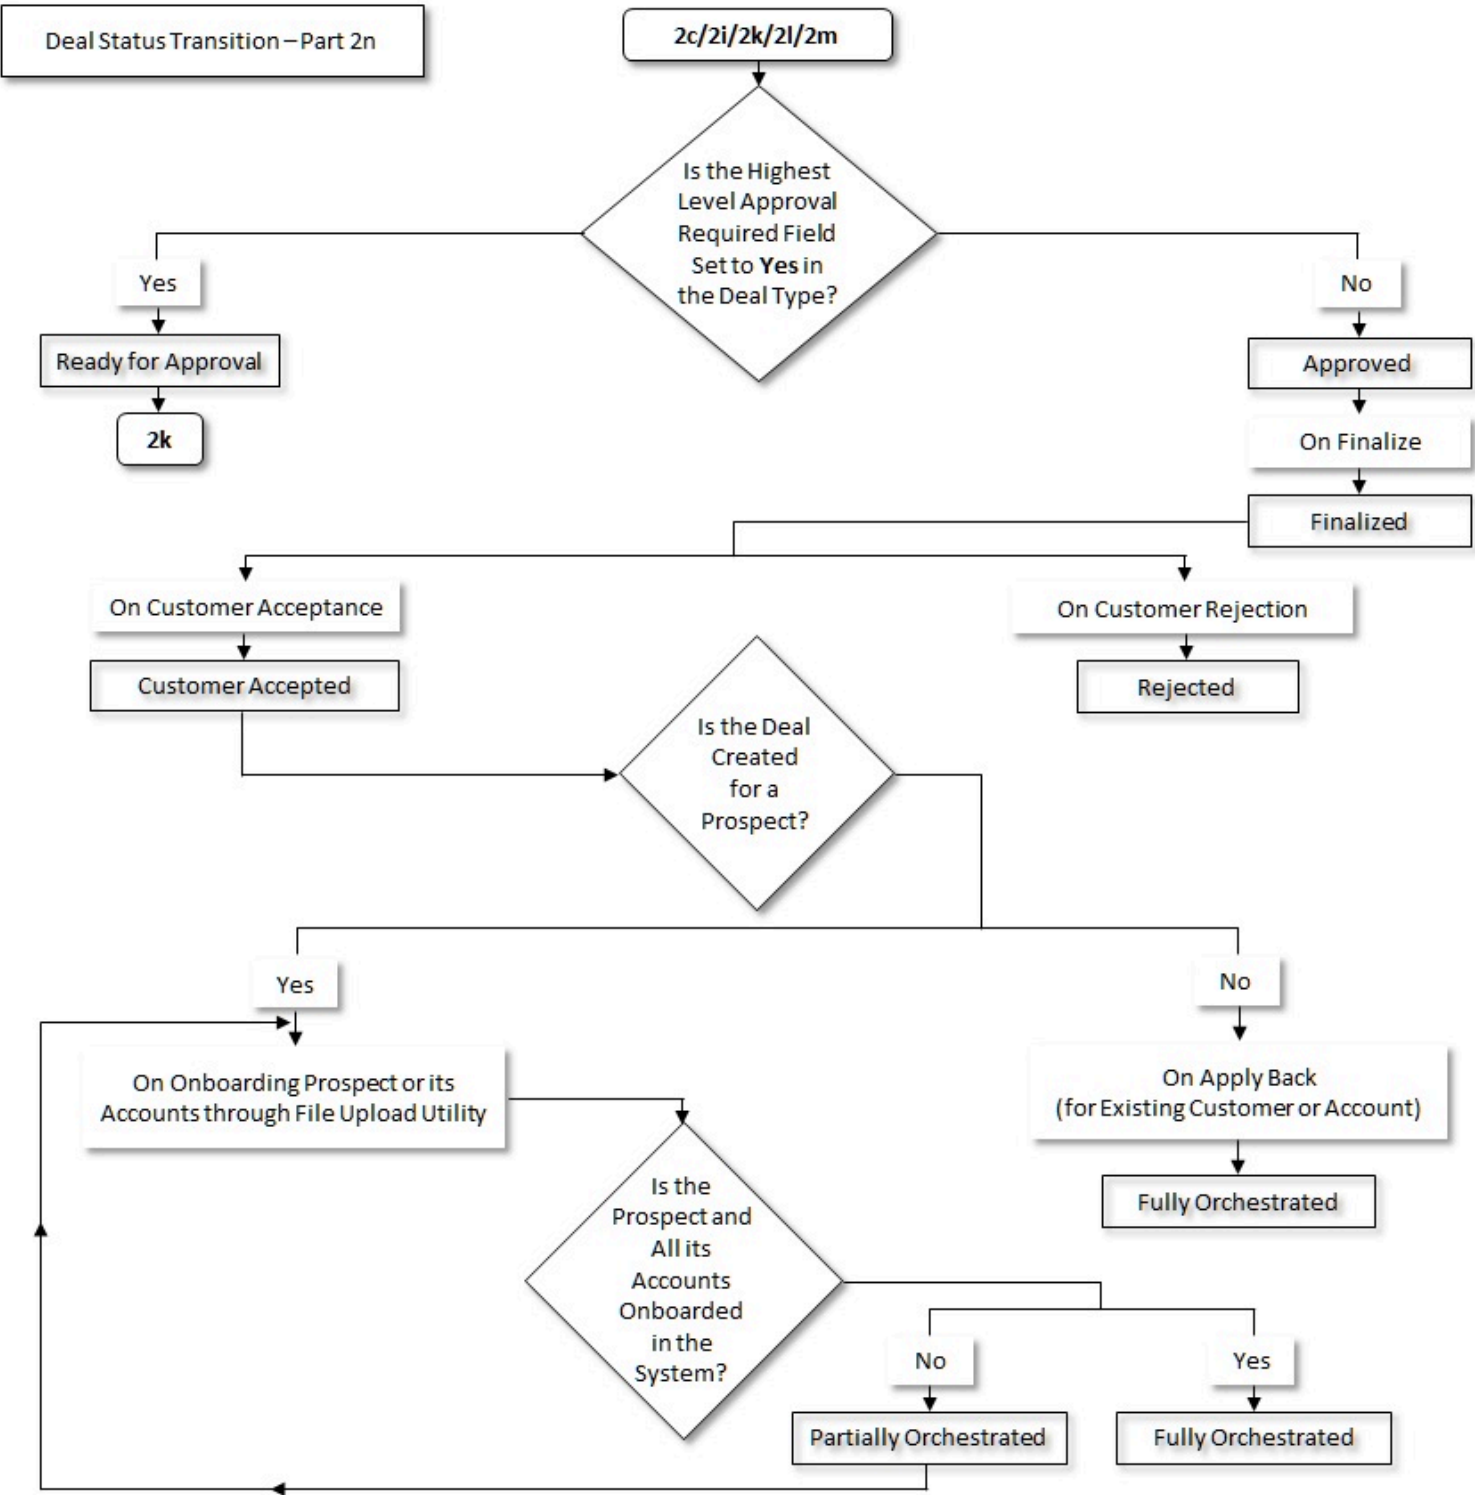 Deal Status Transition – Part 2n
2c/2i/2k/2l/2m
Is the Highest
Level Approval
Required Field
Set to Yes in
the Deal Type?
Yes
No
Ready for Approval
Approved
2k
On Finalize
Finalized
On Customer Acceptance
On Customer Rejection
Customer Accepted
Rejected
Is the Deal
Created
for a
Prospect?
Yes
No
On Onboarding Prospect or its
Accounts through File Upload Utility
On Apply Back
(for Existing Customer or Account)
Fully Orchestrated
Is the
Prospect and
All its
Accounts
Onboarded
in the
System?
No
Yes
Partially Orchestrated
Fully Orchestrated